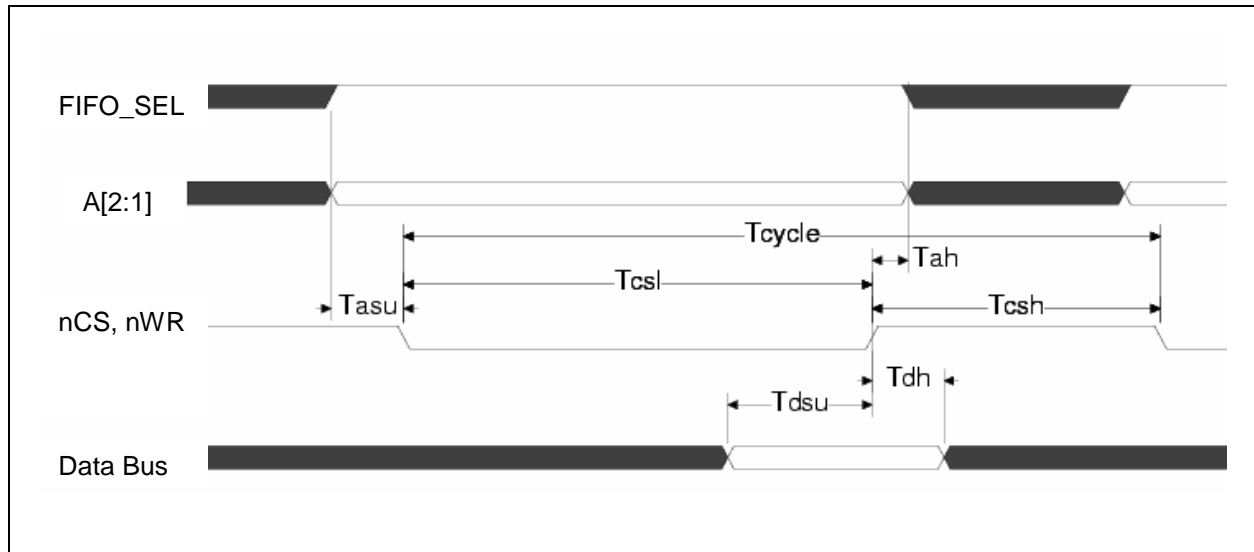 FIFO_SEL
A[2:1]
Tcycle
Tah
Tcsl
Tasu
Tcsh
nCS, nWR
Tdh
Tdsu
Data Bus